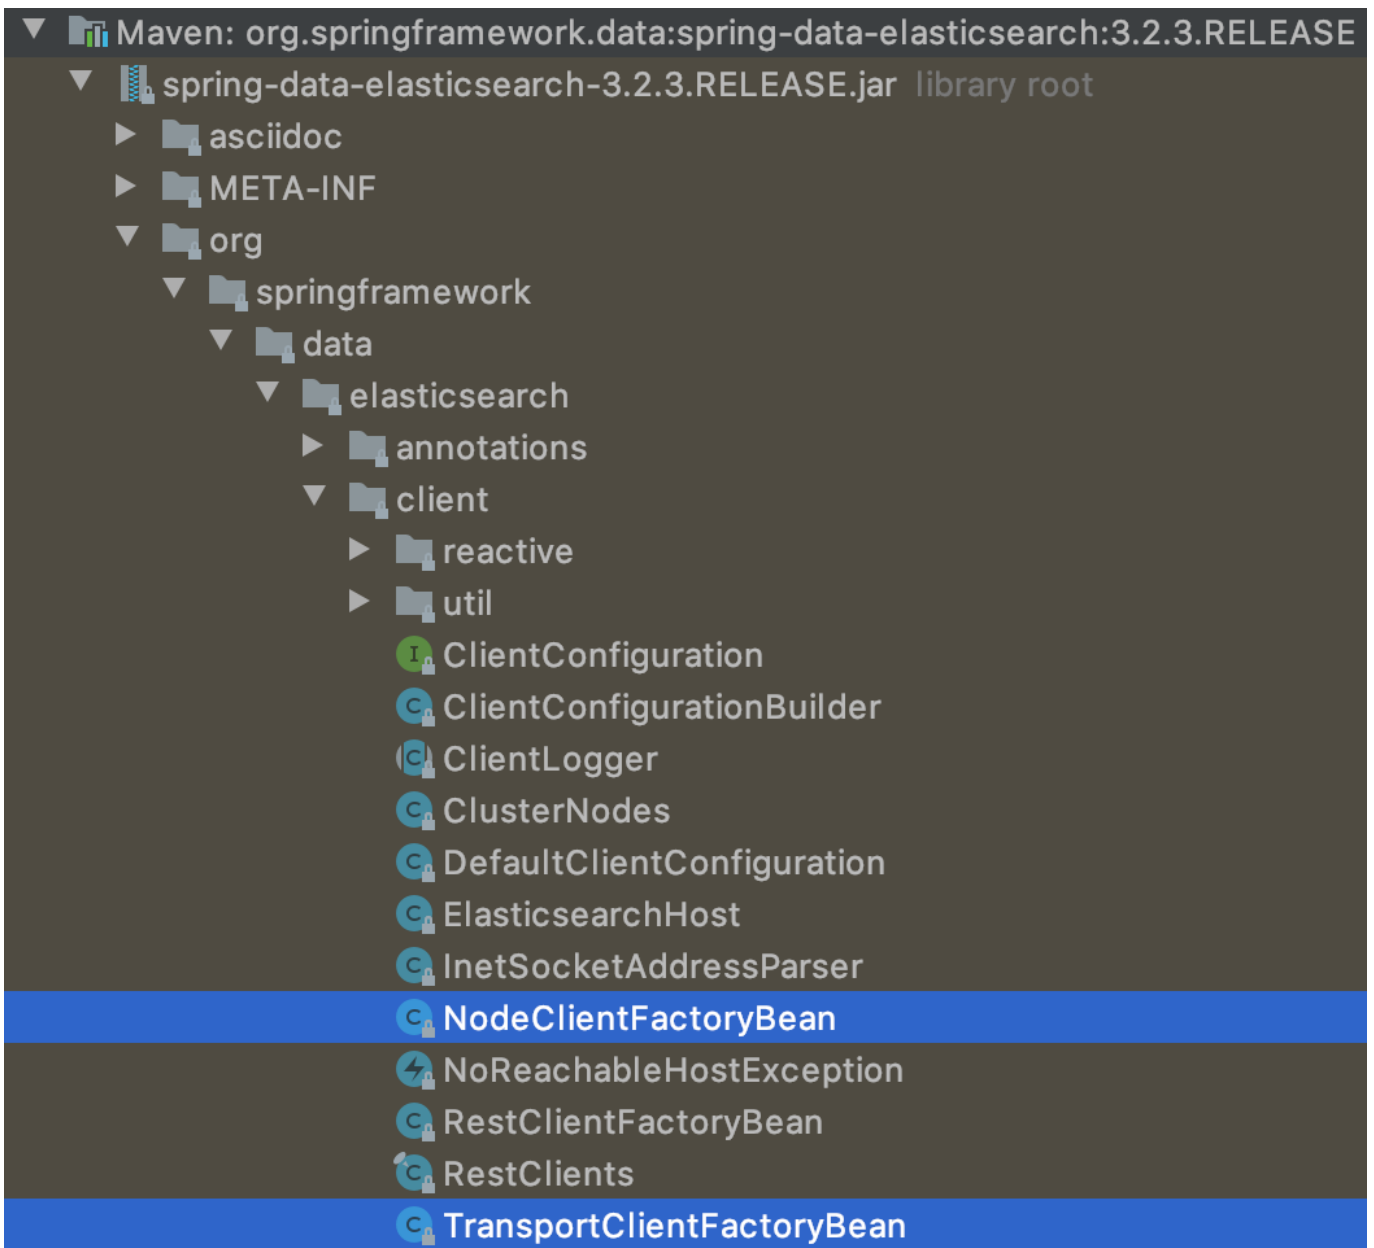 Maven: org.springframework.data:spring-data-elasticsearch:3.2.3.RELEASE
spring-data-elasticsearch-3.2.3.RELEASE.jar library root
asciidoc
META-INF
org
springframework
data
elasticsearch
annotations
client
reactive
util
I ClientConfiguration
C ClientConfigurationBuilder
C ClientLogger
C ClusterNodes
C DefaultClientConfiguration
C ElasticsearchHost
C InetSocketAddressParser
C NodeClientFactoryBean
NoReachableHostException
C RestClientFactoryBean
C RestClients
C TransportClientFactoryBean